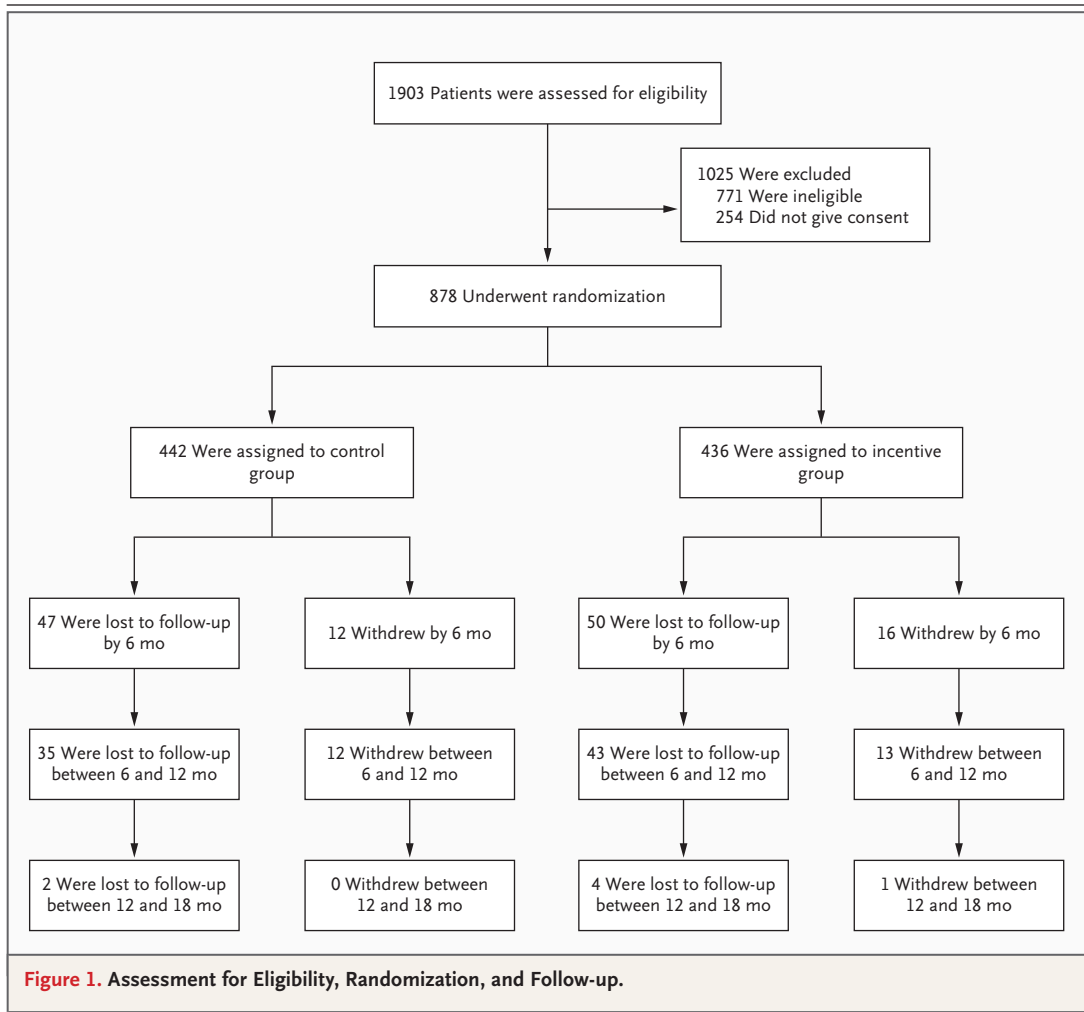 1903 Patients were assessed for eligibility
1025 Were excluded
771 Were ineligible
254 Did not give consent
878 Underwent randomization
442 Were assigned to control
group
436 Were assigned to incentive
group
47 Were lost to follow-up
by 6 mo
12 Withdrew by 6 mo
50 Were lost to follow-up
by 6 mo
16 Withdrew by 6 mo
35 Were lost to follow-up
between 6 and 12 mo
12 Withdrew between
6 and 12 mo
43 Were lost to follow-up
between 6 and 12 mo
13 Withdrew between
6 and 12 mo
2 Were lost to follow-up
between 12 and 18 mo
0 Withdrew between
12 and 18 mo
4 Were lost to follow-up
between 12 and 18 mo
1 Withdrew between
12 and 18 mo
Figure 1. Assessment for Eligibility, Randomization, and Follow-up.